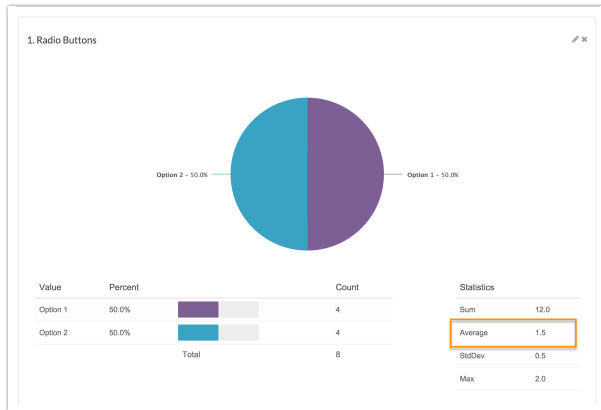 1. Radio Buttons
Option 2 – 50.0%
Option 1 – 50.0%
Value Percent Count
Option 1 50.0% 4
Option 2 50.0% 4
Total 8
Statistics
Sum 12.0
Average 1.5
StdDev 0.5
Max 2.0